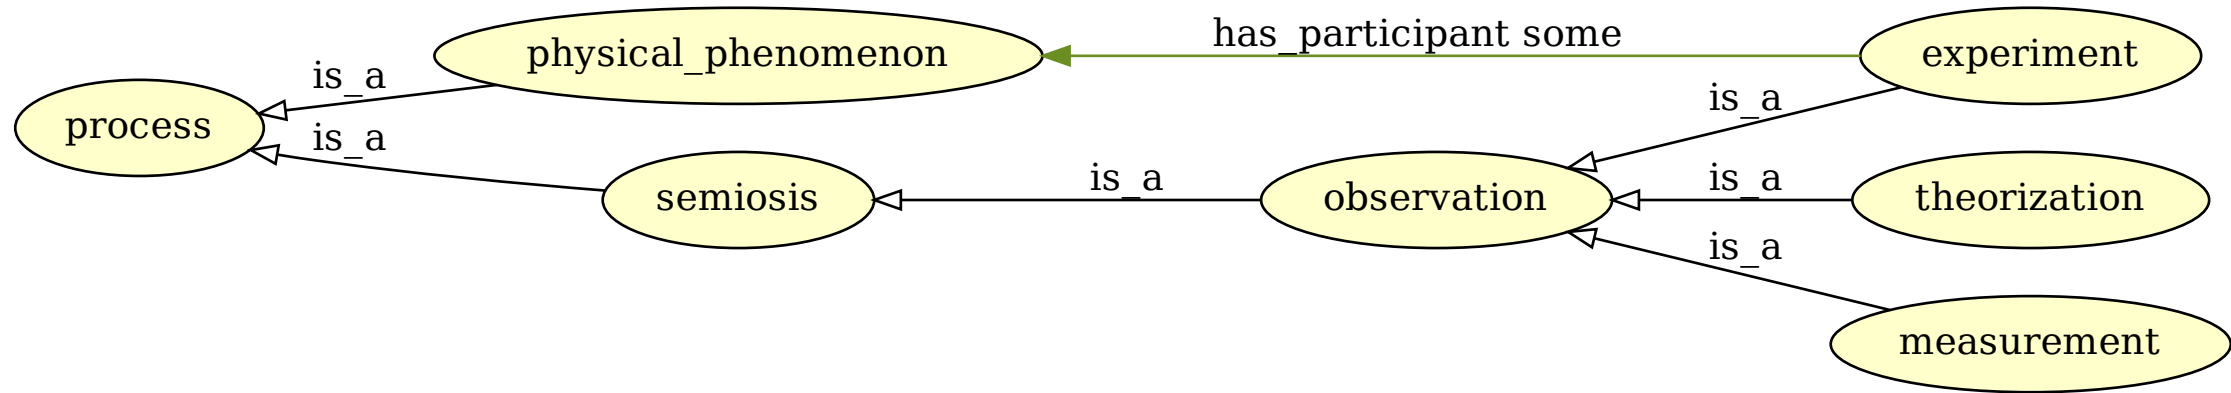 physical_phenomenon
has_participant some
experiment
is_a
is_a
process
is_a
semiosis
is_a
observation
is_a
theorization
is_a
measurement